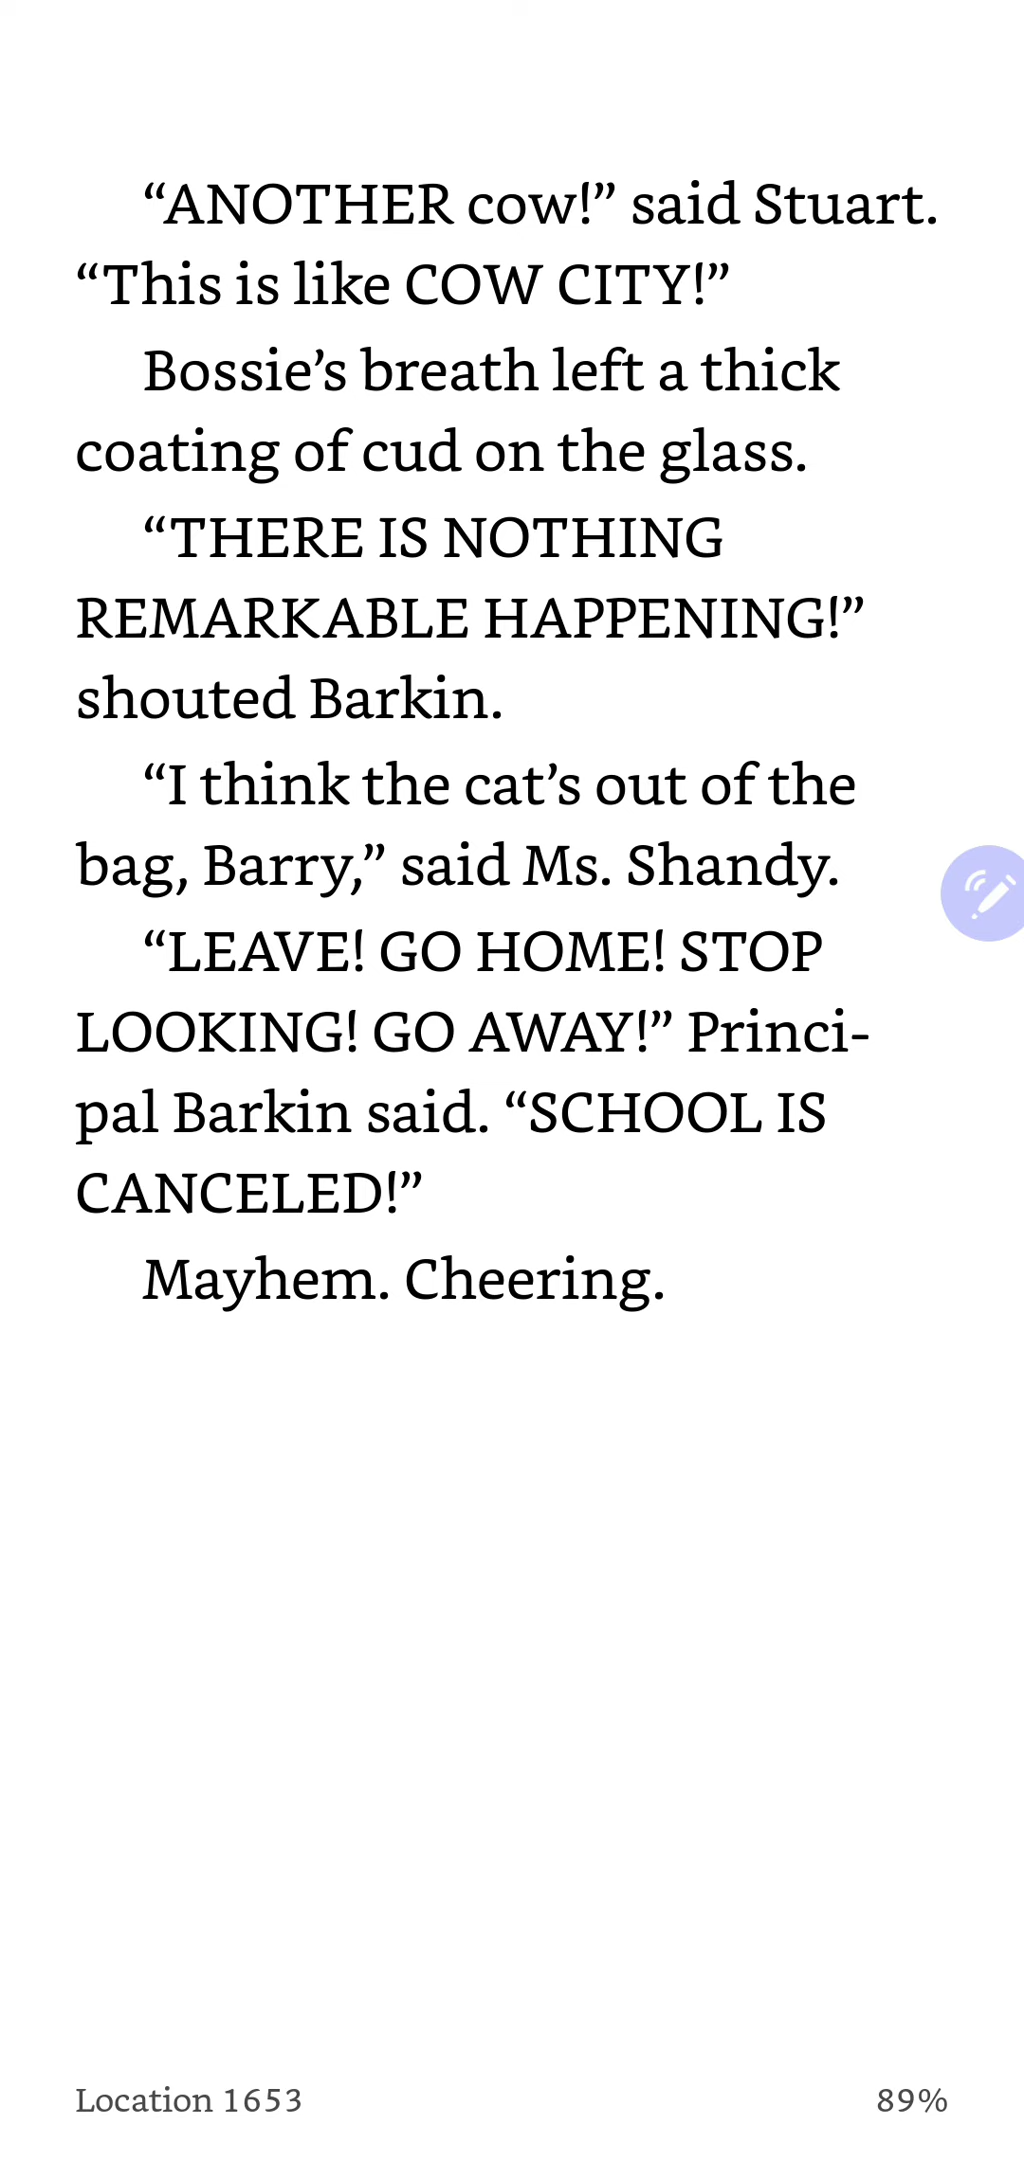 “ANOTHER cow!” said Stuart.
“This is like COW CITY!”
Bossie’s breath left a thick
coating of cud on the glass.
“THERE IS NOTHING
REMARKABLE HAPPENING!”
shouted Barkin.
“I think the cat’s out of the
bag, Barry,” said Ms. Shandy.
“LEAVE! GO HOME! STOP
LOOKING! GO AWAY!” Princi-
pal Barkin said. “SCHOOL IS
CANCELED!”
Mayhem. Cheering.
Location 1653 89%